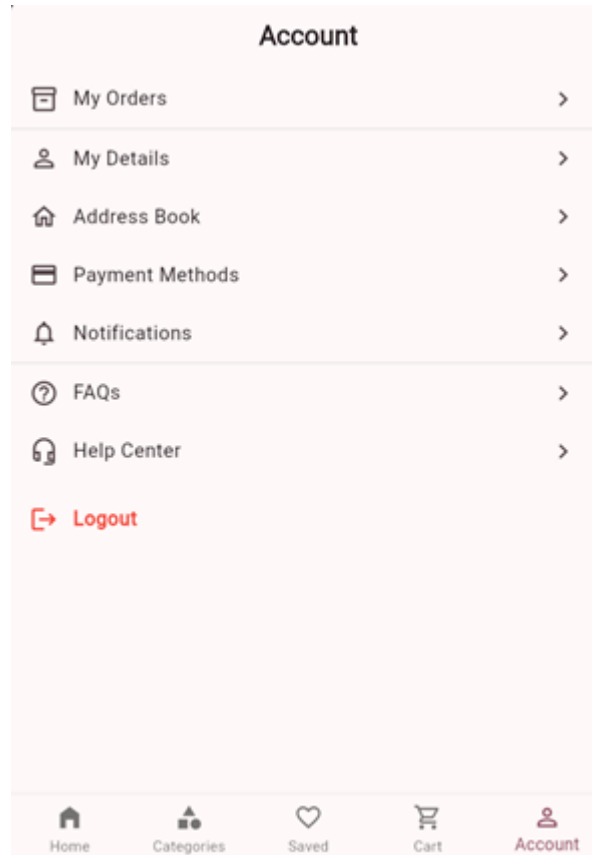 Account
My Orders
My Details
Address Book
Payment Methods
Notifications
FAQs
Help Center
Logout
Home Categories Saved Cart Account